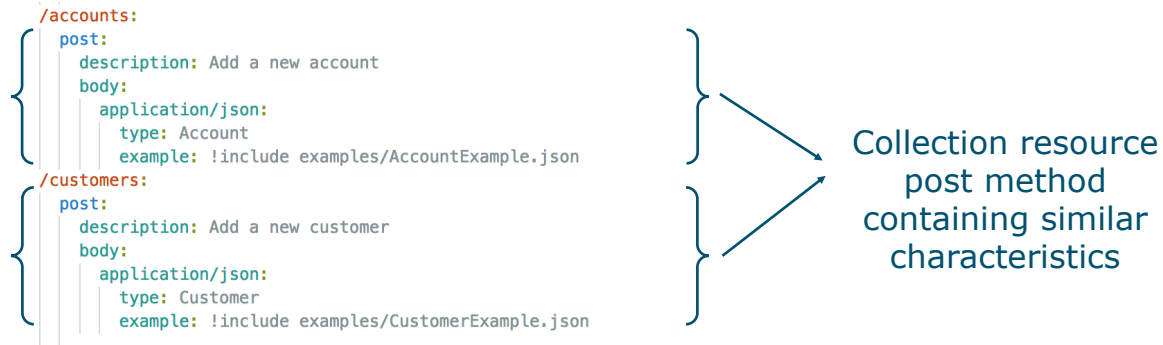 /accounts:
post:
description: Add a new account
body:
application/json:
type: Account
example: !include examples/AccountExample.json
/customers:
post:
description: Add a new customer
body:
application/json:
type: Customer
example: !include examples/CustomerExample.json
Collection resource
post method
containing similar
characteristics